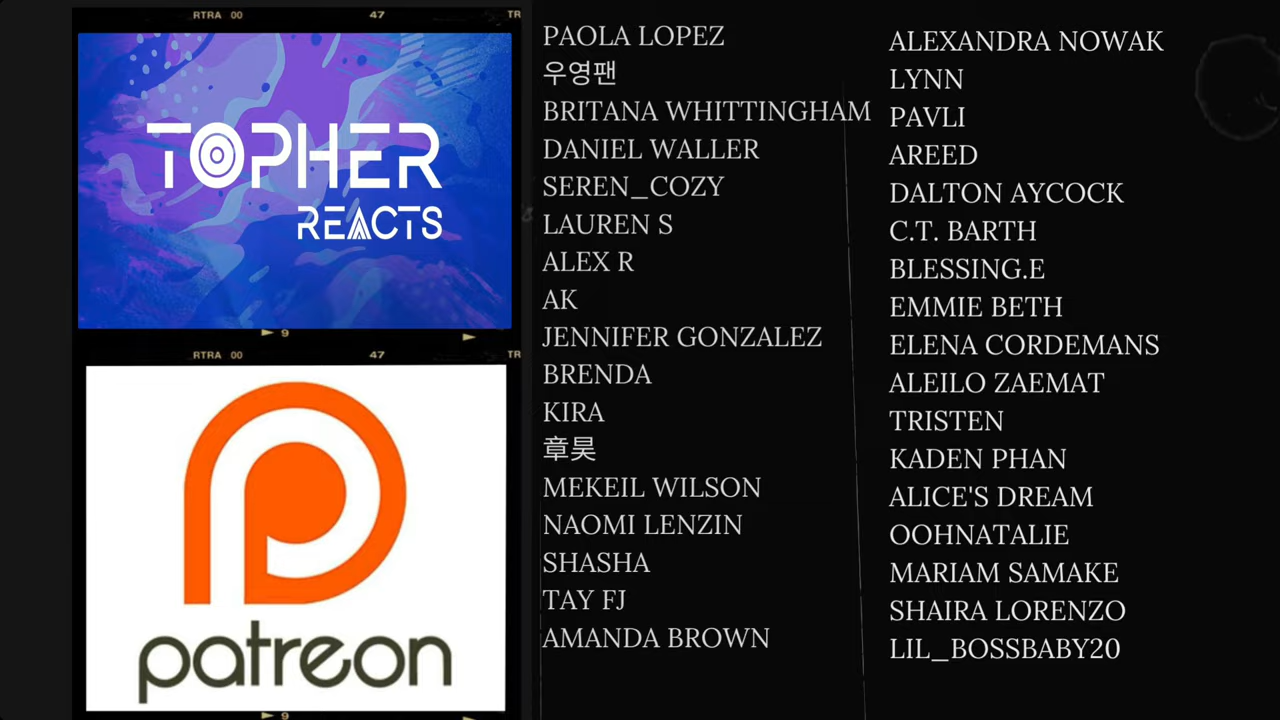 RTRA 00 47 TR
TOPHER
REACTS
9
RTRA 00 47 TR
patreon
9
PAOLA LOPEZ
우영팬
BRITANA WHITTINGHAM
DANIEL WALLER
SEREN_COZY
LAUREN S
ALEX R
AK
JENNIFER GONZALEZ
BRENDA
KIRA
章昊
MEKEIL WILSON
NAOMI LENZIN
SHASHA
TAY FJ
AMANDA BROWN
ALEXANDRA NOWAK
LYNN
PAVLI
AREED
DALTON AYCOCK
C.T. BARTH
BLESSING.E
EMMIE BETH
ELENA CORDEMANS
ALEILO ZAEMAT
TRISTEN
KADEN PHAN
ALICE'S DREAM
OOHNATALIE
MARIAM SAMAKE
SHAIRA LORENZO
LIL_BOSSBABY20